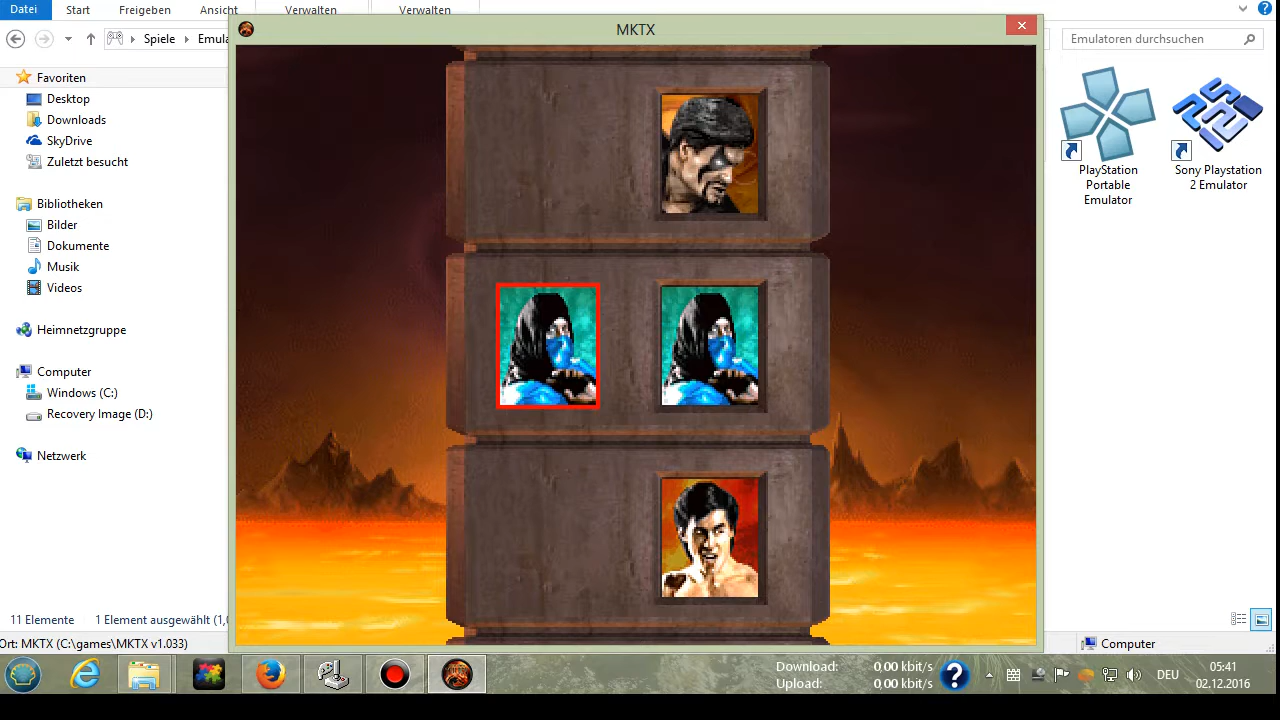 Datei Start Freigeben Ansicht Verwalten Verwalten
MKTX
Spiele Emula
Emulatoren durchsuchen
Favoriten
Desktop
Downloads
SkyDrive
Zuletzt besucht
Bibliotheken
Bilder
Dokumente
Musik
Videos
Heimnetzgruppe
Computer
Windows (C:)
Recovery Image (D:)
Netzwerk
PlayStation
Portable
Emulator
Sony Playstation
2 Emulator
11 Elemente 1 Element ausgewählt (1,
Ort: MKTX (C:\games\MKTX v1.033)
Computer
Download: 0,00 kbit/s
Upload: 0,00 kbit/s
DEU
05:41
02.12.2016